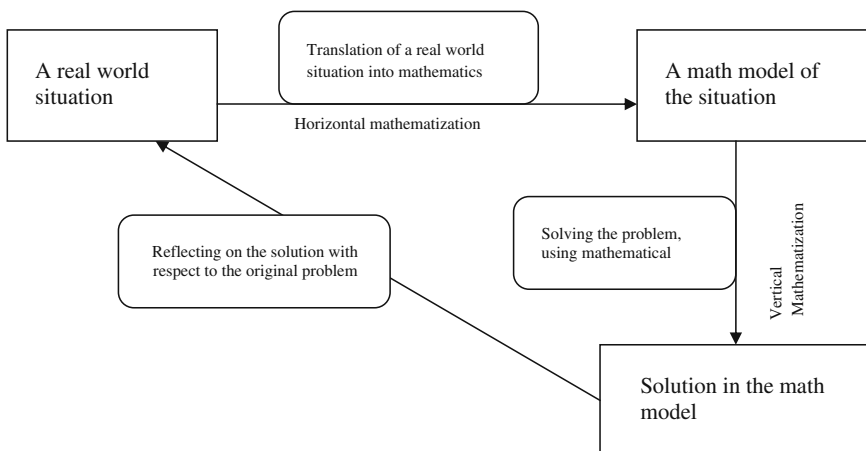 A real world
situation
Translation of a real world
situation into mathematics
Horizontal mathematization
A math model of
the situation
Reflecting on the solution with
respect to the original problem
Solving the problem,
using mathematical
Vertical
Mathematization
Solution in the math
model